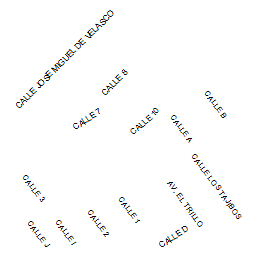 CALLE JOSE MIGUEL DE VELASCO
CALLE 6
CALLE 7
CALLE 10
CALLE B
CALLE A
CALLE LOS TAJIBOS
CALLE 3
AV. EL TRILLO
CALLE 1
CALLE 2
CALLE I
CALLE J
CALLE D